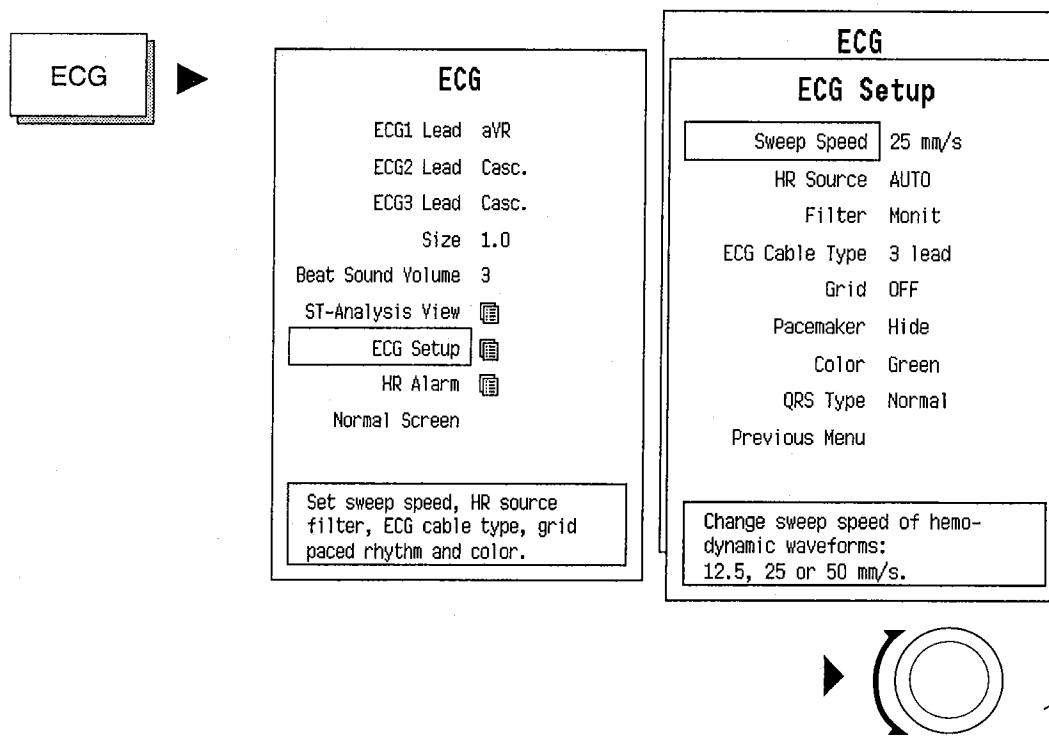 ECG
ECG
ECG1 Lead aVR
ECG2 Lead Casc.
ECG3 Lead Casc.
Size 1.0
Beat Sound Volume 3
ST-Analysis View
ECG Setup
HR Alarm
Normal Screen
Set sweep speed, HR source
filter, ECG cable type, grid
paced rhythm and color.
ECG
ECG Setup
Sweep Speed 25 mm/s
HR Source AUTO
Filter Monit
ECG Cable Type 3 lead
Grid OFF
Pacemaker Hide
Color Green
QRS Type Normal
Previous Menu
Change sweep speed of hemo-
dynamic waveforms:
12.5, 25 or 50 mm/s.